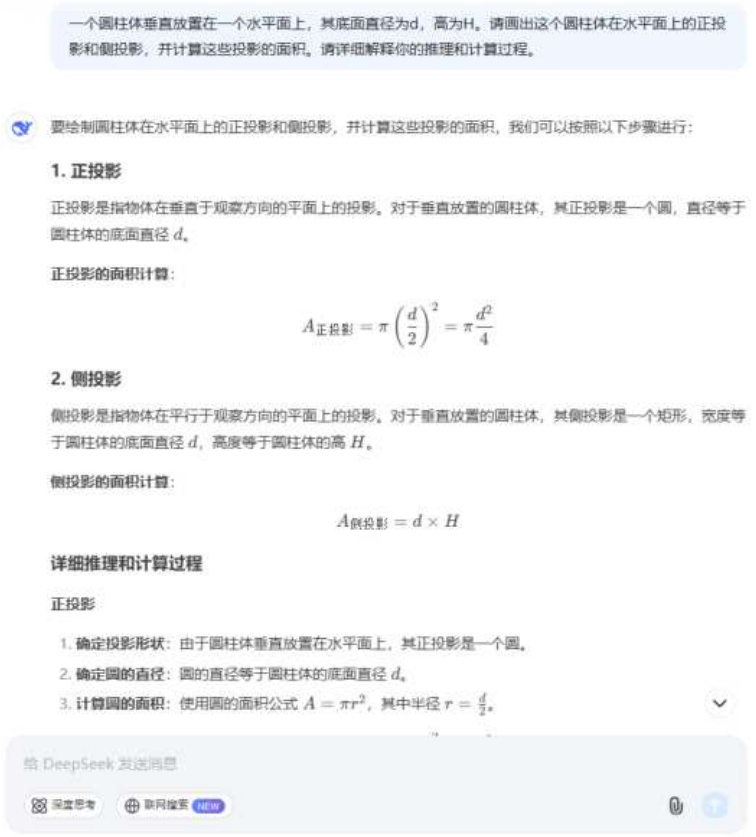 一个圆柱体垂直放置在一个水平面上，其底面直径为d，高为H。请画出这个圆柱体在水平面上的正投
影和侧投影，并计算这些投影的面积。请详细解释你的推理和计算过程。
要绘制圆柱体在水平面上的正投影和侧投影，并计算这些投影的面积，我们可以按照以下步骤进行：
1. 正投影
正投影是指物体在垂直于观察方向的平面上的投影。对于垂直放置的圆柱体，其正投影是一个圆，直径等于
圆柱体的底面直径 d。
正投影的面积计算：
A正投影 = π (d/2)² = π d²/4
2. 侧投影
侧投影是指物体在平行于观察方向的平面上的投影。对于垂直放置的圆柱体，其侧投影是一个矩形，宽度等
于圆柱体的底面直径 d，高度等于圆柱体的高 H。
侧投影的面积计算：
A侧投影 = d × H
详细推理和计算过程
正投影
1. 确定投影形状：由于圆柱体垂直放置在水平面上，其正投影是一个圆。
2. 确定圆的直径：圆的直径等于圆柱体的底面直径 d。
3. 计算圆的面积：使用圆的面积公式 A = πr²，其中半径 r = d/2。
给 DeepSeek 发送消息
深度思考 联网搜索 NEW